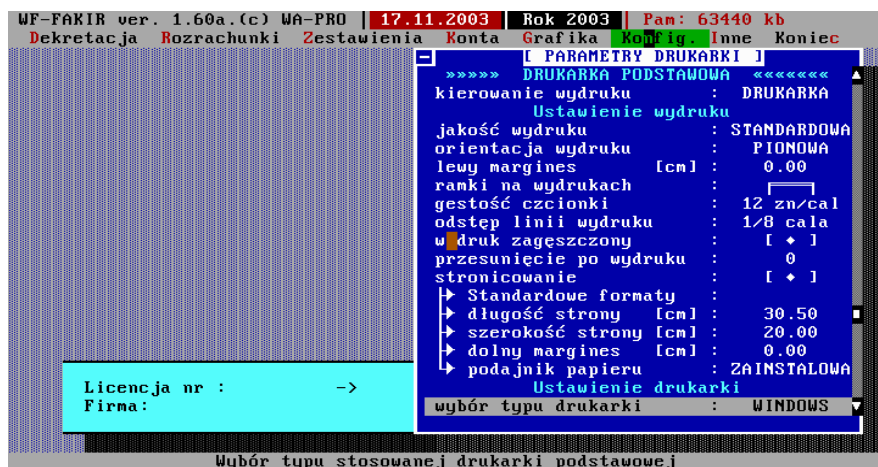 WF-FAKIR ver. 1.60a.(c) WA-PRO | 17.11.2003 | Rok 2003 | Pam: 63440 kb
Dekretacja Rozrachunki Zestawienia Konta Grafika Konfig. Inne Koniec
[ PARAMETRY DRUKARKI ]
»»»»» DRUKARKA PODSTAWOWA «««««««
kierowanie wydruku : DRUKARKA
Ustawienie wydruku
jakość wydruku : STANDARDOWA
orientacja wydruku : PIONOWA
lewy margines [cm] : 0.00
ramki na wydrukach :
gestość czcionki : 12 zn/cal
odstęp linii wydruku : 1/8 cala
wydruk zagęszczony : [ ♦ ]
przesunięcie po wydruku : 0
stronicowanie : [ ♦ ]
Standardowe formaty :
długość strony [cm] : 30.50
szerokość strony [cm] : 20.00
dolny margines [cm] : 0.00
podajnik papieru : ZAINSTALOWA
Ustawienie drukarki
wybór typu drukarki : WINDOWS
Licencja nr : ->
Firma:
Wybór typu stosowanej drukarki podstawowej